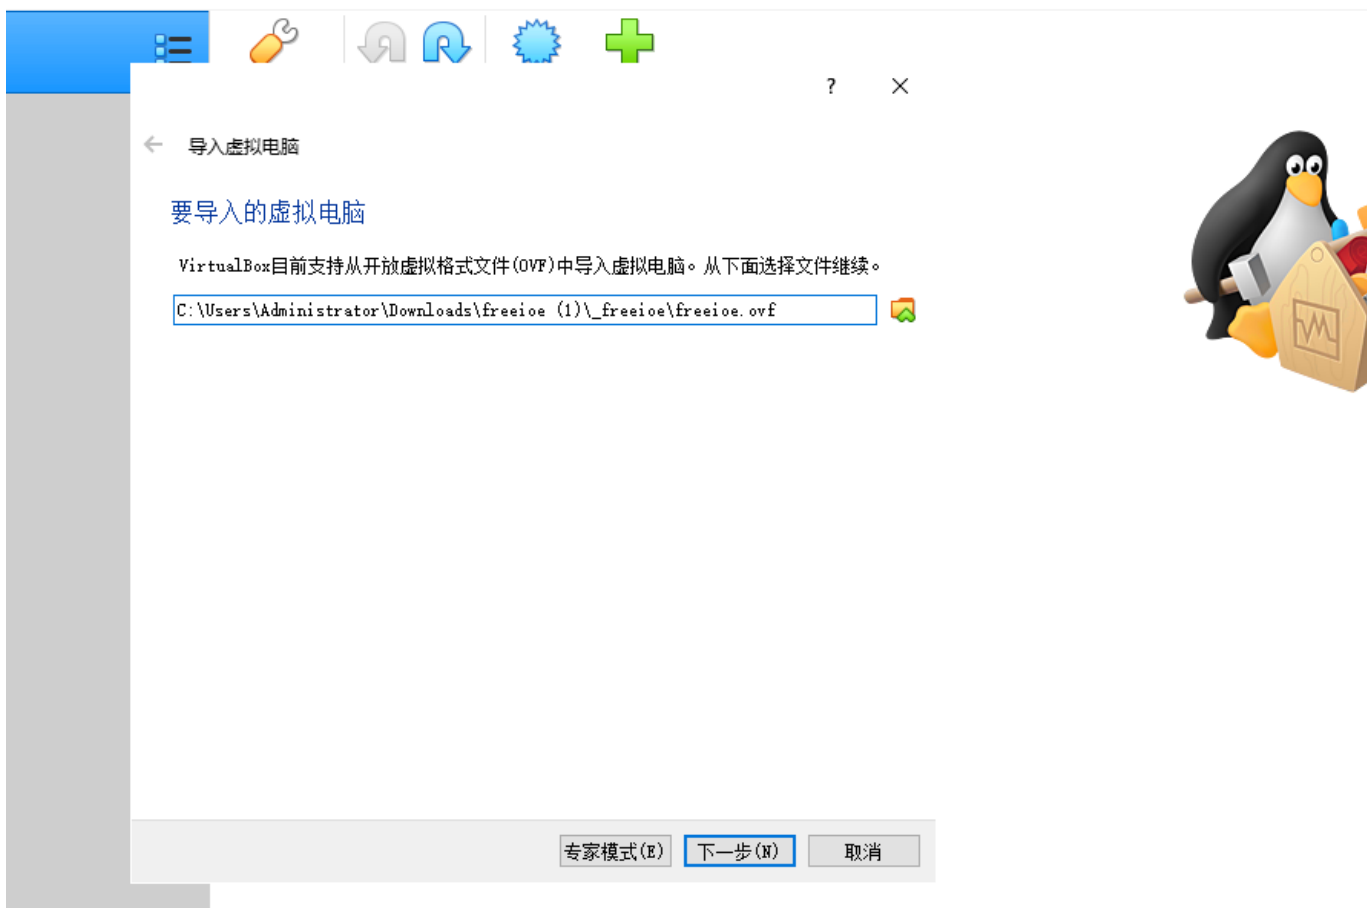 ?
导入虚拟电脑
要导入的虚拟电脑
VirtualBox目前支持从开放虚拟格式文件(OVF)中导入虚拟电脑。从下面选择文件继续。
C:\Users\Administrator\Downloads\freeioe (1)\_freeioe\freeioe.ovf
专家模式(E) 下一步(N) 取消